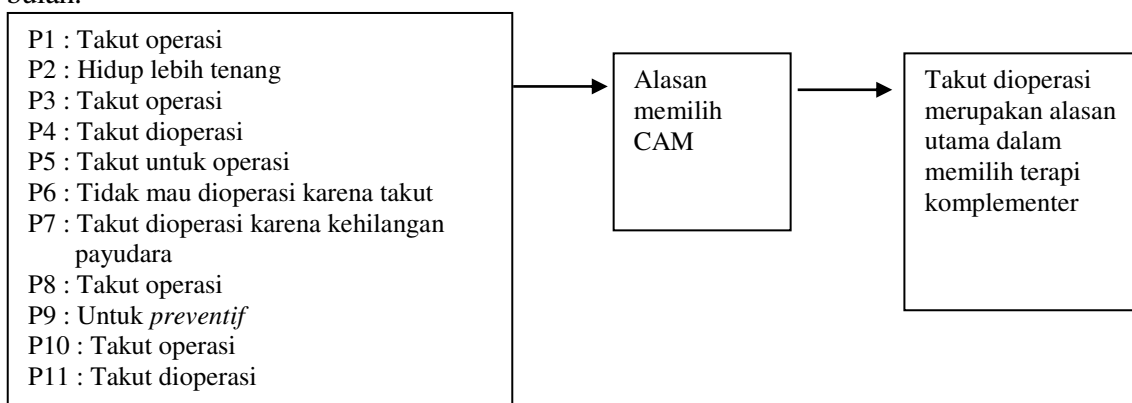 P1 : Takut operasi
P2 : Hidup lebih tenang
P3 : Takut operasi
P4 : Takut dioperasi
P5 : Takut untuk operasi
P6 : Tidak mau dioperasi karena takut
P7 : Takut dioperasi karena kehilangan
payudara
P8 : Takut operasi
P9 : Untuk preventif
P10 : Takut operasi
P11 : Takut dioperasi
Alasan
memilih
CAM
Takut dioperasi
merupakan alasan
utama dalam
memilih terapi
komplementer